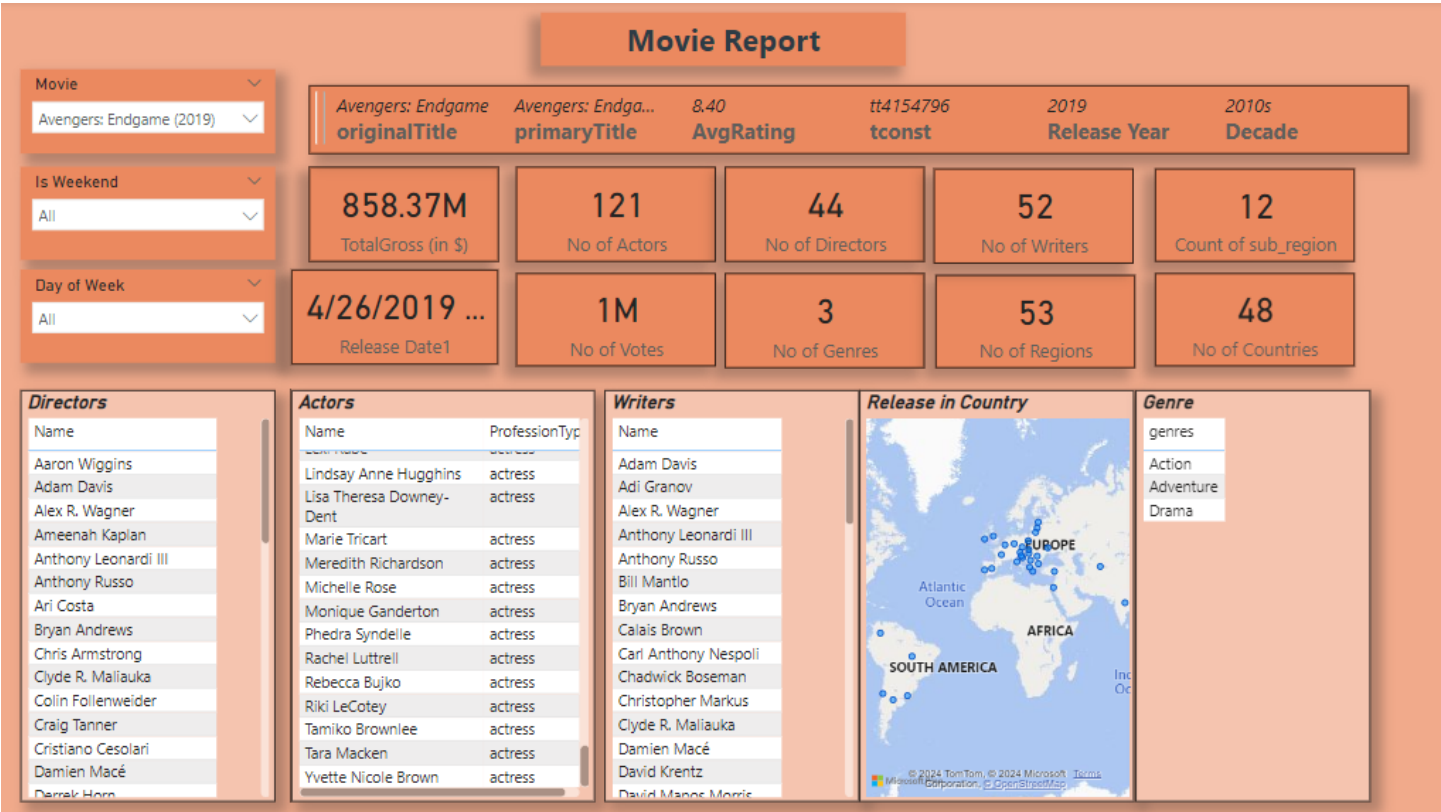 Movie Report
Movie
Avengers: Endgame (2019)
Avengers: Endgame Avengers: Endga... 8.40 tt4154796 2019 2010s
originalTitle primaryTitle AvgRating tconst Release Year Decade
Is Weekend
All
858.37M
TotalGross (in $)
121
No of Actors
44
No of Directors
52
No of Writers
12
Count of sub_region
Day of Week
All
4/26/2019 ...
Release Date1
1M
No of Votes
3
No of Genres
53
No of Regions
48
No of Countries
Directors
Name
Aaron Wiggins
Adam Davis
Alex R. Wagner
Ameenah Kaplan
Anthony Leonardi III
Anthony Russo
Ari Costa
Bryan Andrews
Chris Armstrong
Clyde R. Maliauka
Colin Follenweider
Craig Tanner
Cristiano Cesolari
Damien Macé
Derrek Horn
Actors
Name ProfessionTyp
Lindsay Anne Hugghins actress
Lisa Theresa Downey- actress
Dent
Marie Tricart actress
Meredith Richardson actress
Michelle Rose actress
Monique Ganderton actress
Phedra Syndelle actress
Rachel Luttrell actress
Rebecca Bujko actress
Riki LeCotey actress
Tamiko Brownlee actress
Tara Macken actress
Yvette Nicole Brown actress
Writers
Name
Adam Davis
Adi Granov
Alex R. Wagner
Anthony Leonardi III
Anthony Russo
Bill Mantlo
Bryan Andrews
Calais Brown
Carl Anthony Nespoli
Chadwick Boseman
Christopher Markus
Clyde R. Maliauka
Damien Macé
David Krentz
David Manos Morris
Release in Country
EUROPE
Atlantic
Ocean
AFRICA
SOUTH AMERICA
Inc
Oc
© 2024 TomTom, © 2024 Microsoft Terms
Corporation, © OpenStreetMap
Genre
genres
Action
Adventure
Drama